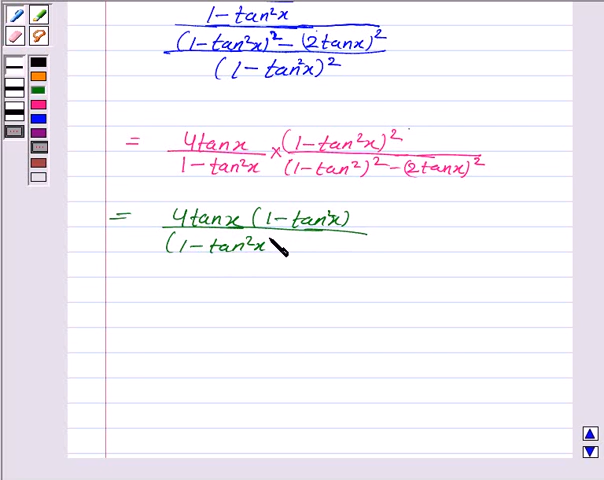 1-tan²x
(1-tan²x)² - (2tanx)²
(1-tan²x)²
= 4tanx / 1-tan²x × (1-tan²x)² / (1-tan²)² - (2tanx)²
= 4tanx (1-tan²x)
(1-tan²x